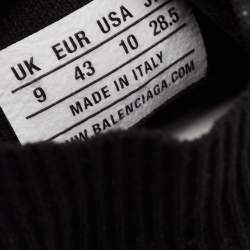 UK EUR USA J
9 43 10 28.5
MADE IN ITALY
WWW.BALENCIAGA.COM